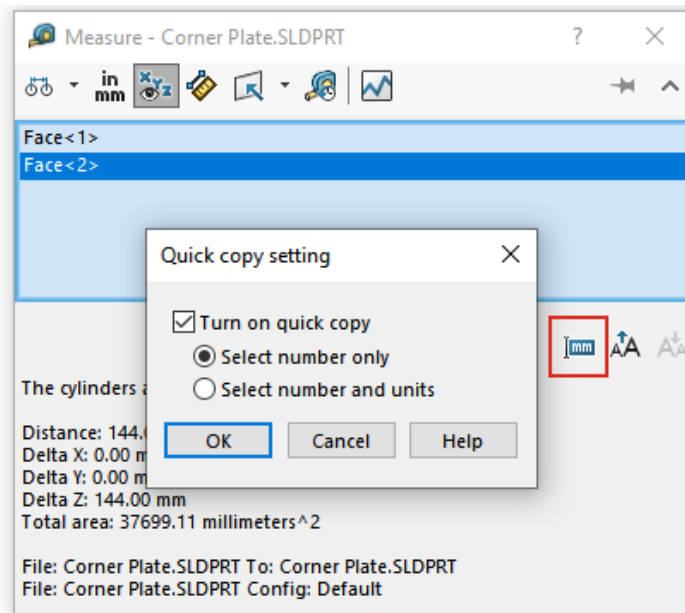 Measure - Corner Plate.SLDPRT ?
in
mm
XYZ
Face<1>
Face<2>
Quick copy setting
Turn on quick copy
Select number only
Select number and units
OK Cancel Help
mm AA AA
The cylinders
Distance: 144.
Delta X: 0.00 m
Delta Y: 0.00 m
Delta Z: 144.00 mm
Total area: 37699.11 millimeters^2
File: Corner Plate.SLDPRT To: Corner Plate.SLDPRT
File: Corner Plate.SLDPRT Config: Default